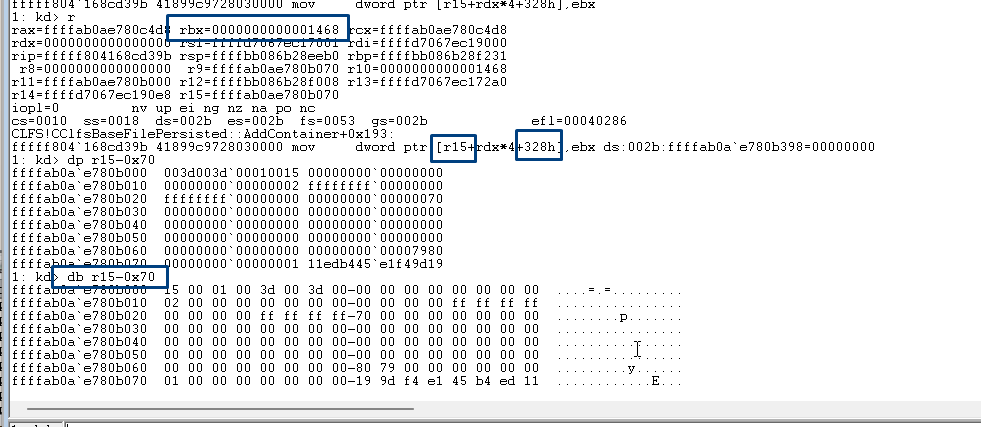 fffff804`168cd39b 41899c9728030000 mov     dword ptr [r15+rdx*4+328h],ebx
1: kd> r
rax=ffffab0ae780c4d8 rbx=0000000000001468 rcx=ffffab0ae780c4d8
rdx=0000000000000000 rsi=ffffd7067ec17001 rdi=ffffd7067ec19000
rip=fffff804168cd39b rsp=ffffbb086b28eeb0 rbp=ffffbb086b28f231
 r8=0000000000000000  r9=ffffab0ae780b070 r10=0000000000001468
r11=ffffab0ae780b000 r12=ffffbb086b28f008 r13=ffffd7067ec172a0
r14=ffffd7067ec190e8 r15=ffffab0ae780b070
iopl=0         nv up ei ng nz na po nc
cs=0010  ss=0018  ds=002b  es=002b  fs=0053  gs=002b             efl=00040286
CLFS!CClfsBaseFilePersisted::AddContainer+0x193:
fffff804`168cd39b 41899c9728030000 mov     dword ptr [r15+rdx*4+328h],ebx ds:002b:ffffab0a`e780b398=00000000
1: kd> dp r15-0x70
ffffab0a`e780b000  003d003d`00010015 00000000`00000000
ffffab0a`e780b010  00000000`00000002 ffffffff`00000000
ffffab0a`e780b020  ffffffff`00000000 00000000`00000070
ffffab0a`e780b030  00000000`00000000 00000000`00000000
ffffab0a`e780b040  00000000`00000000 00000000`00000000
ffffab0a`e780b050  00000000`00000000 00000000`00000000
ffffab0a`e780b060  00000000`00000000 00000000`00007980
ffffab0a`e780b070  00000000`00000001 11edb445`e1f49d19
1: kd> db r15-0x70
ffffab0a`e780b000  15 00 01 00 3d 00 3d 00-00 00 00 00 00 00 00 00  ....=.=.........
ffffab0a`e780b010  02 00 00 00 00 00 00 00-00 00 00 00 ff ff ff ff  ................
ffffab0a`e780b020  00 00 00 00 ff ff ff ff-70 00 00 00 00 00 00 00  ........p.......
ffffab0a`e780b030  00 00 00 00 00 00 00 00-00 00 00 00 00 00 00 00  ................
ffffab0a`e780b040  00 00 00 00 00 00 00 00-00 00 00 00 00 00 00 00  ................
ffffab0a`e780b050  00 00 00 00 00 00 00 00-00 00 00 00 00 00 00 00  ................
ffffab0a`e780b060  00 00 00 00 00 00 00 00-80 79 00 00 00 00 00 00  .........y......
ffffab0a`e780b070  01 00 00 00 00 00 00 00-19 9d f4 e1 45 b4 ed 11  ............E...